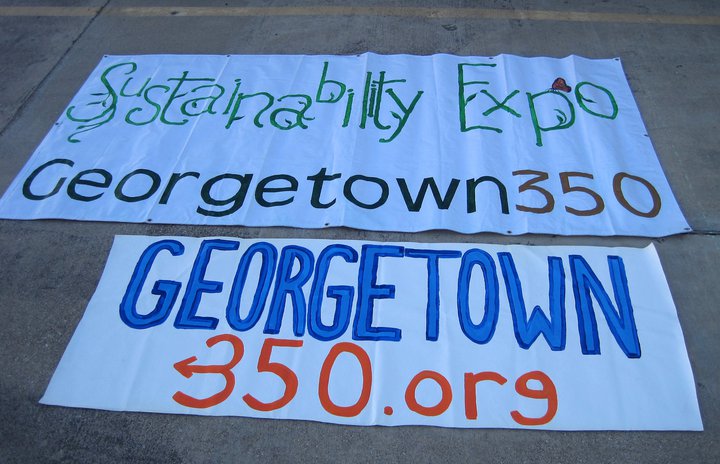 Sustainability Expo
Georgetown350
GEORGETOWN
350.org